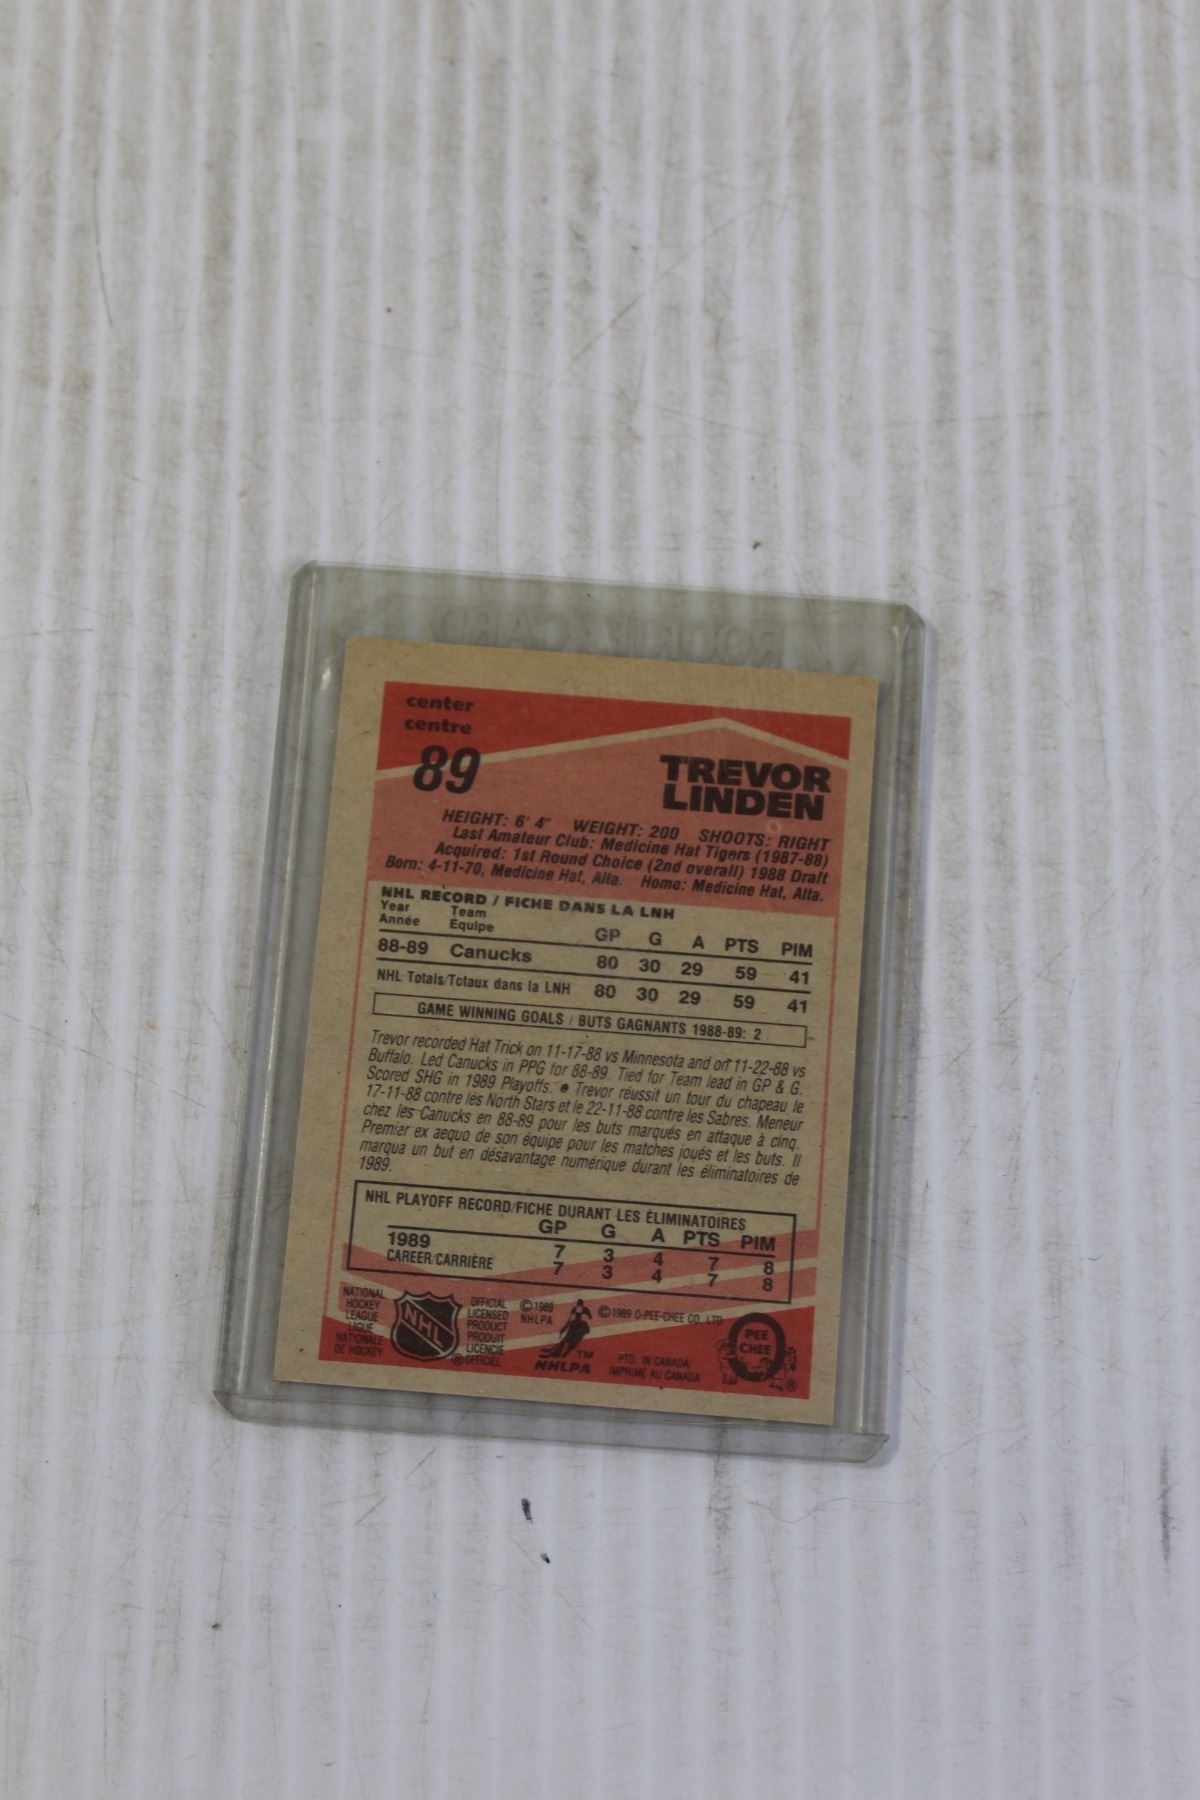 ROOKIE CARD
center
centre
89
TREVOR
LINDEN
HEIGHT: 6' 4" WEIGHT: 200 SHOOTS: RIGHT
Last Amateur Club: Medicine Hat Tigers (1987-88)
Acquired: 1st Round Choice (2nd overall) 1988 Draft
Born: 4-11-70, Medicine Hat, Alta. Home: Medicine Hat, Alta.
NHL RECORD / FICHE DANS LA LNH
Year Team
Année Équipe GP G A PTS PIM
88-89 Canucks 80 30 29 59 41
NHL Totals/Totaux dans la LNH 80 30 29 59 41
GAME WINNING GOALS / BUTS GAGNANTS 1988-89: 2
Trevor recorded Hat Trick on 11-17-88 vs Minnesota and on 11-22-88 vs
Buffalo. Led Canucks in PPG for 88-89. Tied for Team lead in GP & G.
Scored SHG in 1989 Playoffs. ● Trevor réussit un tour du chapeau le
17-11-88 contre les North Stars et le 22-11-88 contre les Sabres. Meneur
chez les Canucks en 88-89 pour les buts marqués en attaque à cinq.
Premier ex aequo de son équipe pour les matches joués et les buts. Il
marqua un but en désavantage numérique durant les éliminatoires de
1989.
NHL PLAYOFF RECORD/FICHE DURANT LES ÉLIMINATOIRES
GP G A PTS PIM
1989 7 3 4 7 8
CAREER/CARRIÈRE 7 3 4 7 8
NATIONAL
HOCKEY
LEAGUE
LIGUE
NATIONALE
DE HOCKEY
NHL
®
OFFICIAL
LICENSED
PRODUCT
PRODUIT
LICENCIÉ
OFFICIEL
© 1989
NHLPA
TM
NHLPA
© 1989 O-PEE-CHEE CO. LTD.
PTD. IN CANADA/
IMPRIMÉ AU CANADA
O
PEE
CHEE
®